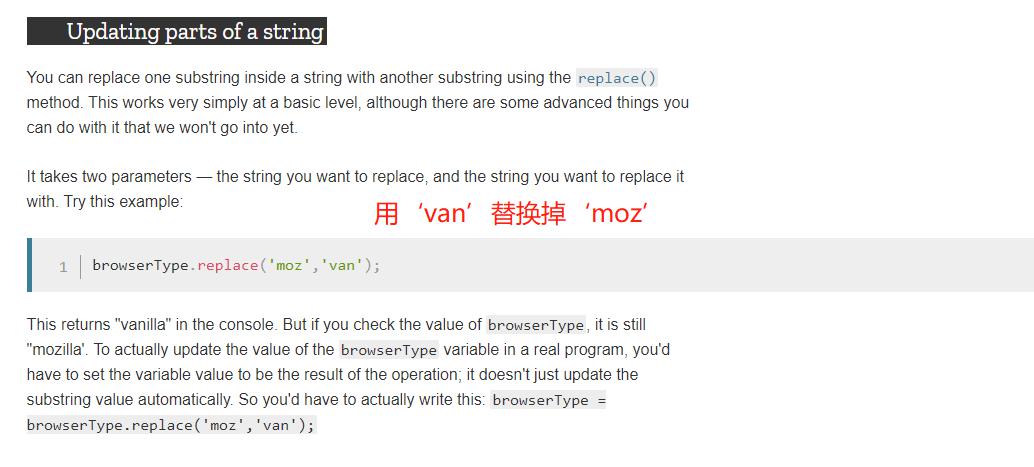 Updating parts of a string
You can replace one substring inside a string with another substring using the replace()
method. This works very simply at a basic level, although there are some advanced things you
can do with it that we won't go into yet.
It takes two parameters — the string you want to replace, and the string you want to replace it
with. Try this example:
用 ‘van’ 替换掉 ‘moz’
1 browserType.replace('moz','van');
This returns "vanilla" in the console. But if you check the value of browserType, it is still
"mozilla'. To actually update the value of the browserType variable in a real program, you'd
have to set the variable value to be the result of the operation; it doesn't just update the
substring value automatically. So you'd have to actually write this: browserType =
browserType.replace('moz','van');